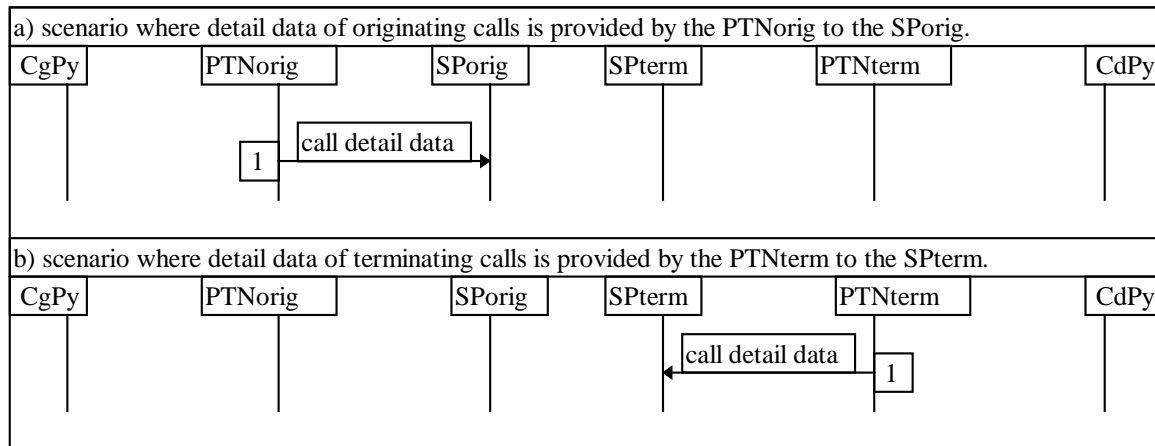 a) scenario where detail data of originating calls is provided by the PTNorig to the SPorig.
CgPy PTNorig SPorig SPterm PTNterm CdPy
call detail data
1
b) scenario where detail data of terminating calls is provided by the PTNterm to the SPterm.
CgPy PTNorig SPorig SPterm PTNterm CdPy
call detail data
1